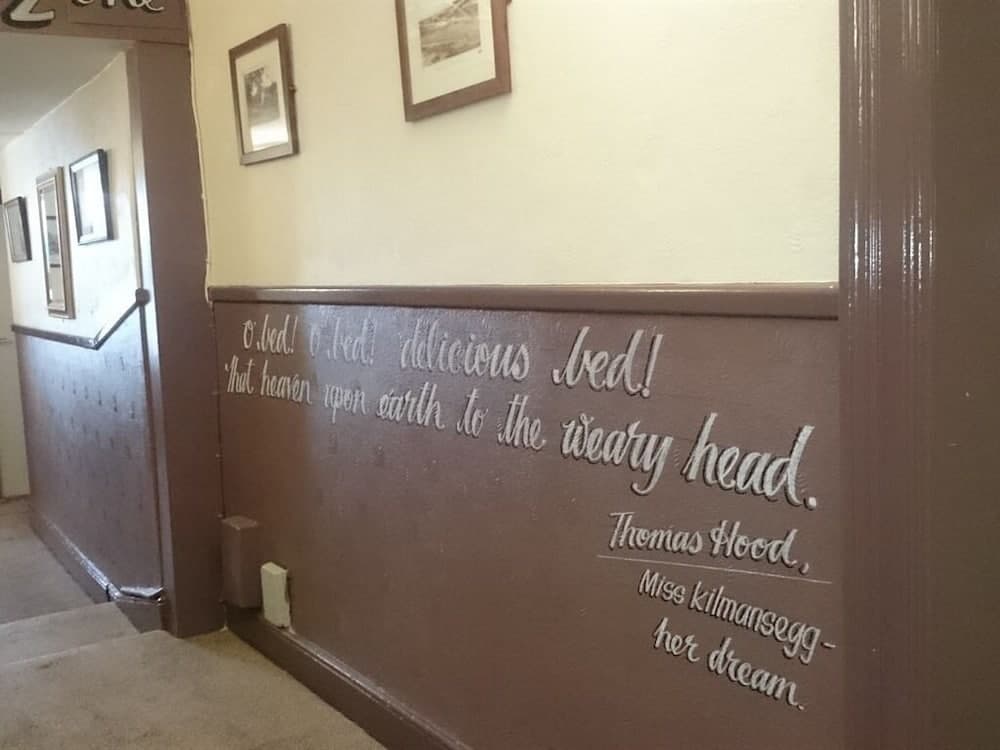 O'bed! O'bed! delicious bed!
That heaven upon earth to the weary head.
Thomas Hood,
Miss Kilmansegg-
her dream.